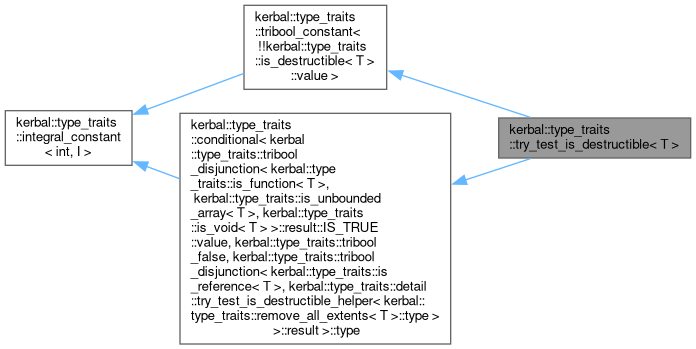 kerbal::type_traits
::tribool_constant<
!!kerbal::type_traits
::is_destructible< T >
::value >
kerbal::type_traits
::integral_constant
< int, I >
kerbal::type_traits
::conditional< kerbal
::type_traits::tribool
_disjunction< kerbal::type
_traits::is_function< T >,
kerbal::type_traits::is_unbounded
_array< T >, kerbal::type_traits
::is_void< T > >::result::IS_TRUE
::value, kerbal::type_traits::tribool
_false, kerbal::type_traits::tribool
_disjunction< kerbal::type_traits::is
_reference< T >, kerbal::type_traits::detail
::try_test_is_destructible_helper< kerbal::
type_traits::remove_all_extents< T >::type >
>::result >::type
kerbal::type_traits
::try_test_is_destructible< T >